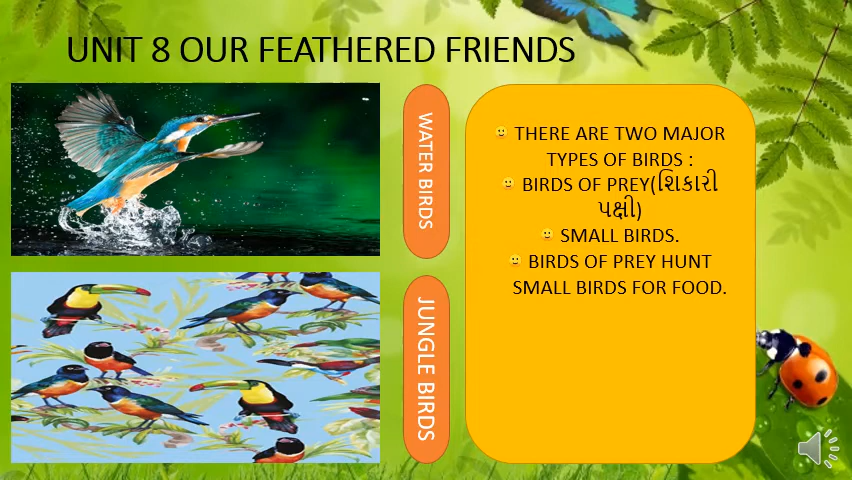 UNIT 8 OUR FEATHERED FRIENDS
WATER BIRDS
JUNGLE BIRDS
THERE ARE TWO MAJOR
TYPES OF BIRDS :
BIRDS OF PREY(શિકારી
પક્ષી)
SMALL BIRDS.
BIRDS OF PREY HUNT
SMALL BIRDS FOR FOOD.